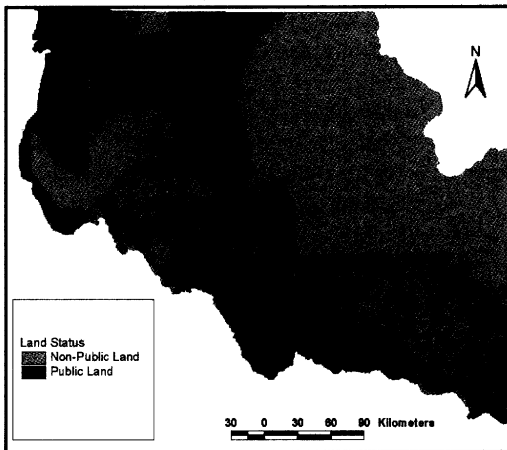 N
Land Status
Non-Public Land
Public Land
30 0 30 60 90 Kilometers